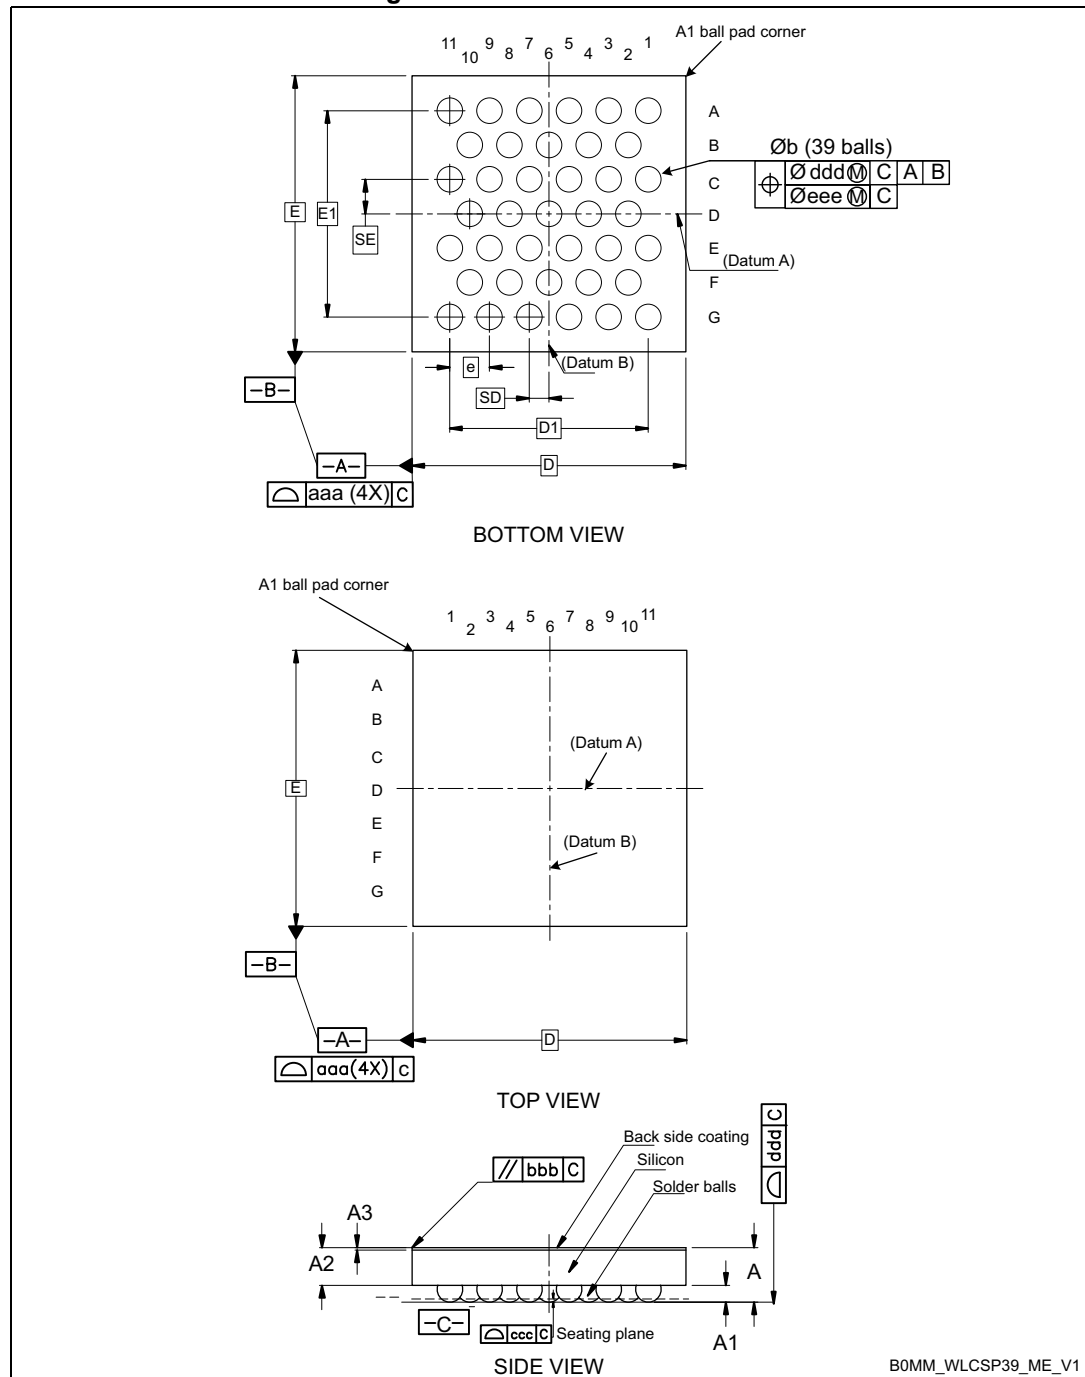 11 9 7 5 3 1
10 8 6 4 2
A1 ball pad corner
A
B
C
D
E
F
G
Øb (39 balls)
Ø ddd Ⓜ C A B
Øeee Ⓜ C
(Datum A)
E
E1
SE
(Datum B)
e
SD
D1
D
–B–
–A–
aaa (4X) C
BOTTOM VIEW
A1 ball pad corner
1 3 5 7 9 11
2 4 6 8 10
A
B
C
D
E
F
G
E
(Datum A)
(Datum B)
–B–
–A–
D
aaa(4X) C
TOP VIEW
Back side coating
Silicon
Solder balls
// bbb C
ddd C
A3
A2
A
A1
–C–
ccc C Seating plane
SIDE VIEW
B0MM_WLCSP39_ME_V1